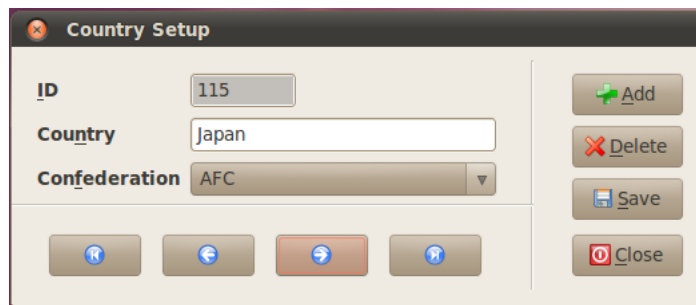 Country Setup
ID 115
Country Japan
Confederation AFC
Add
Delete
Save
Close